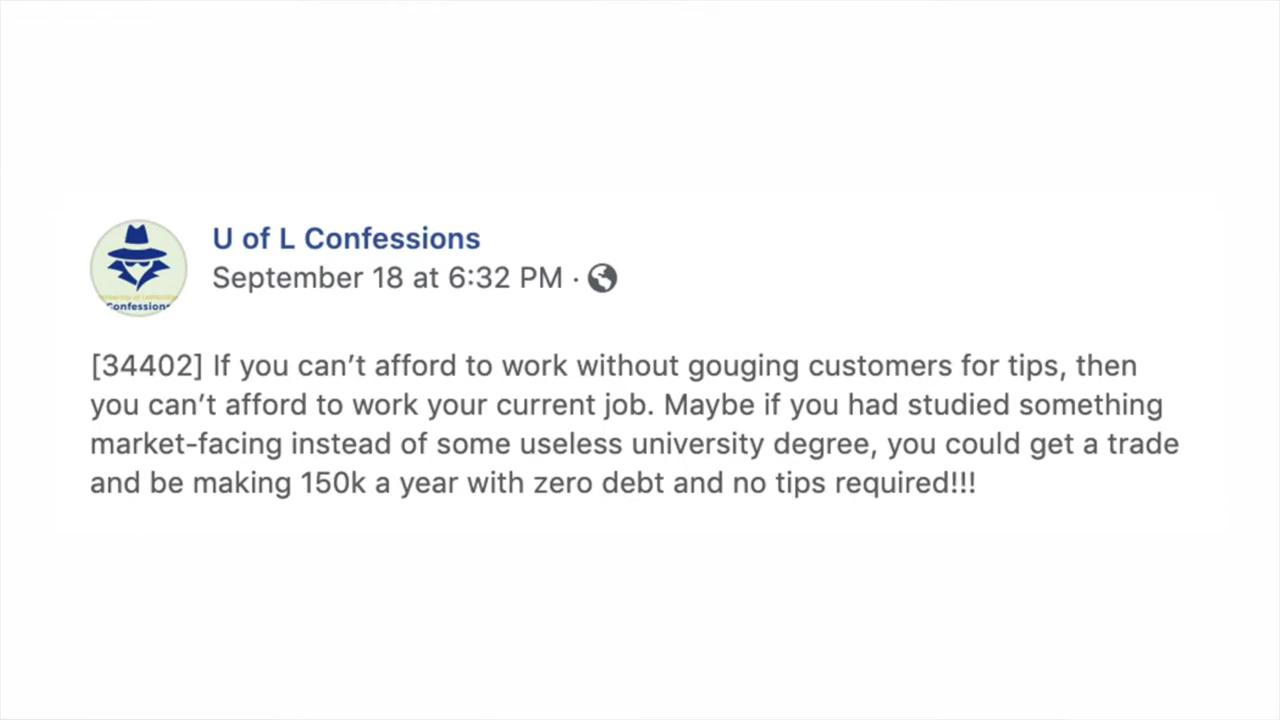 U of L Confessions
September 18 at 6:32 PM ·
Confessions
[34402] If you can’t afford to work without gouging customers for tips, then
you can’t afford to work your current job. Maybe if you had studied something
market-facing instead of some useless university degree, you could get a trade
and be making 150k a year with zero debt and no tips required!!!